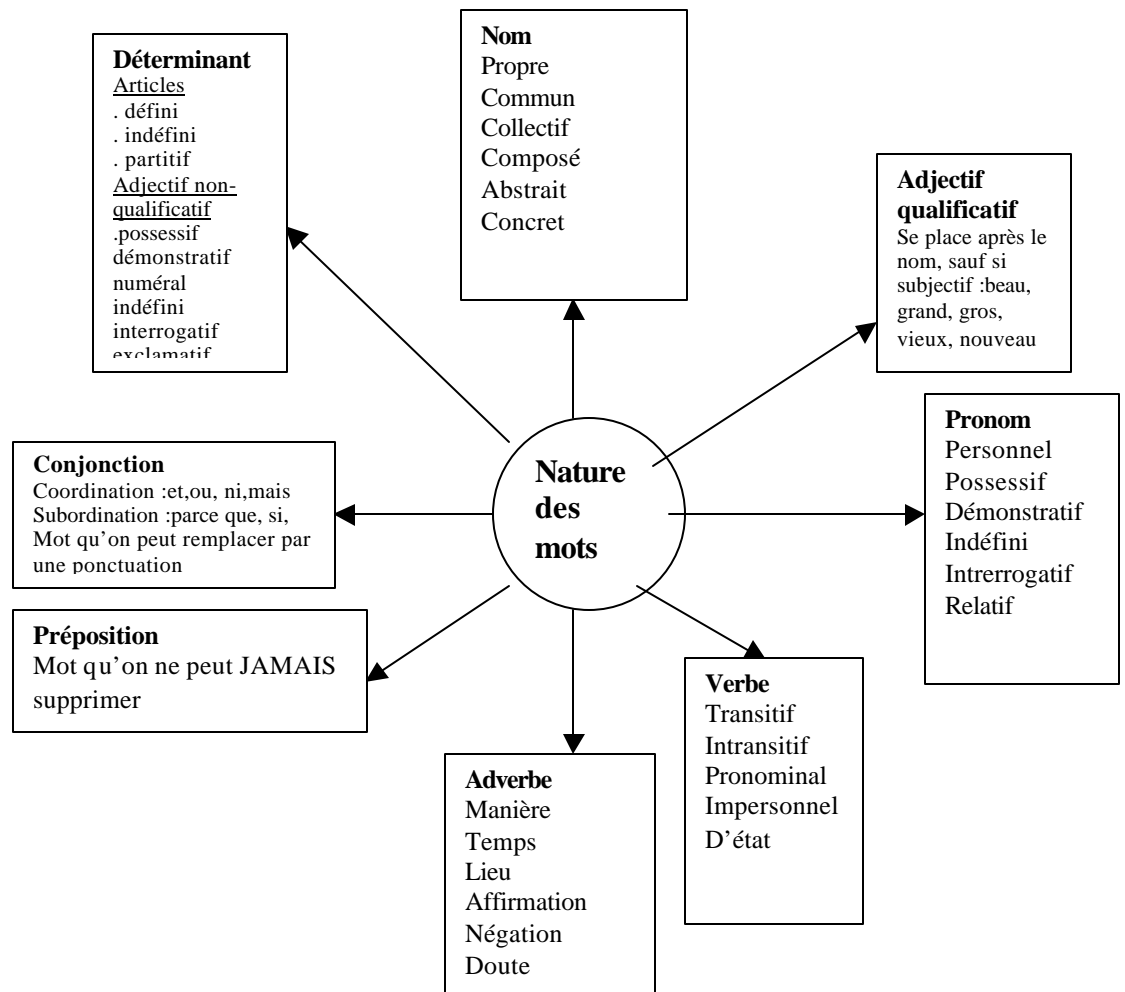 Déterminant
Articles
. défini
. indéfini
. partitif
Adjectif non-
qualificatif
.possessif
démonstratif
numéral
indéfini
interrogatif
exclamatif
Nom
Propre
Commun
Collectif
Composé
Abstrait
Concret
Adjectif
qualificatif
Se place après le
nom, sauf si
subjectif :beau,
grand, gros,
vieux, nouveau
Pronom
Personnel
Possessif
Démonstratif
Indéfini
Intrerrogatif
Relatif
Nature
des
mots
Conjonction
Coordination :et,ou, ni,mais
Subordination :parce que, si,
Mot qu’on peut remplacer par
une ponctuation
Préposition
Mot qu’on ne peut JAMAIS
supprimer
Verbe
Transitif
Intransitif
Pronominal
Impersonnel
D’état
Adverbe
Manière
Temps
Lieu
Affirmation
Négation
Doute